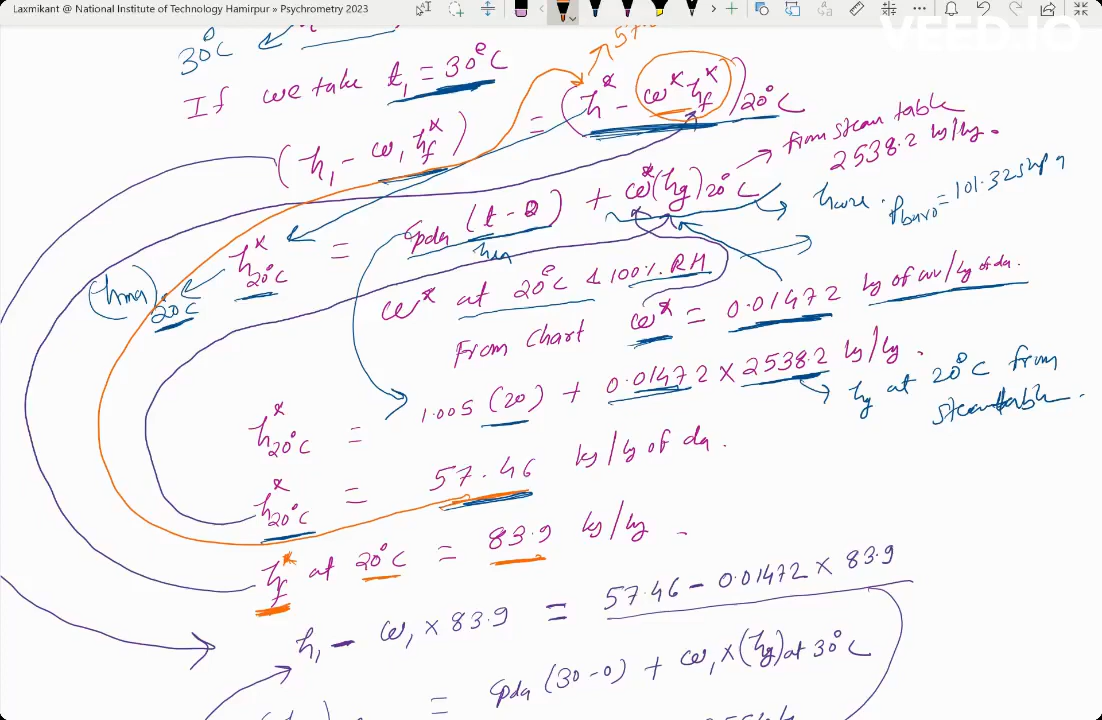 Laxmikant @ National Institute of Technology Hamirpur » Psychrometry 2023
VEED.IO
30°C
57
If we take t₁ = 30°C
(h₁ - ω₁ h*f) = (h* - ω* h*f) 20°C
from steam table
2538.2 kJ/kg.
h*20°C = Cpda (t - 0) + ω*(hg)20°C
hda
have. Pbaro = 101.325 kPa
(hma)20°C
ω* at 20°C & 100% RH
From Chart ω* = 0.01472 kg of wv/kg of da.
h*20°C = 1.005 (20) + 0.01472 × 2538.2 kJ/kg.
hg at 20°C from
steam table.
h*20°C = 57.46 kJ/kg of da.
h*f at 20°C = 83.9 kJ/kg.
h₁ - ω₁ × 83.9 = 57.46 - 0.01472 × 83.9
= Cpda (30-0) + ω₁ × (hg) at 30°C